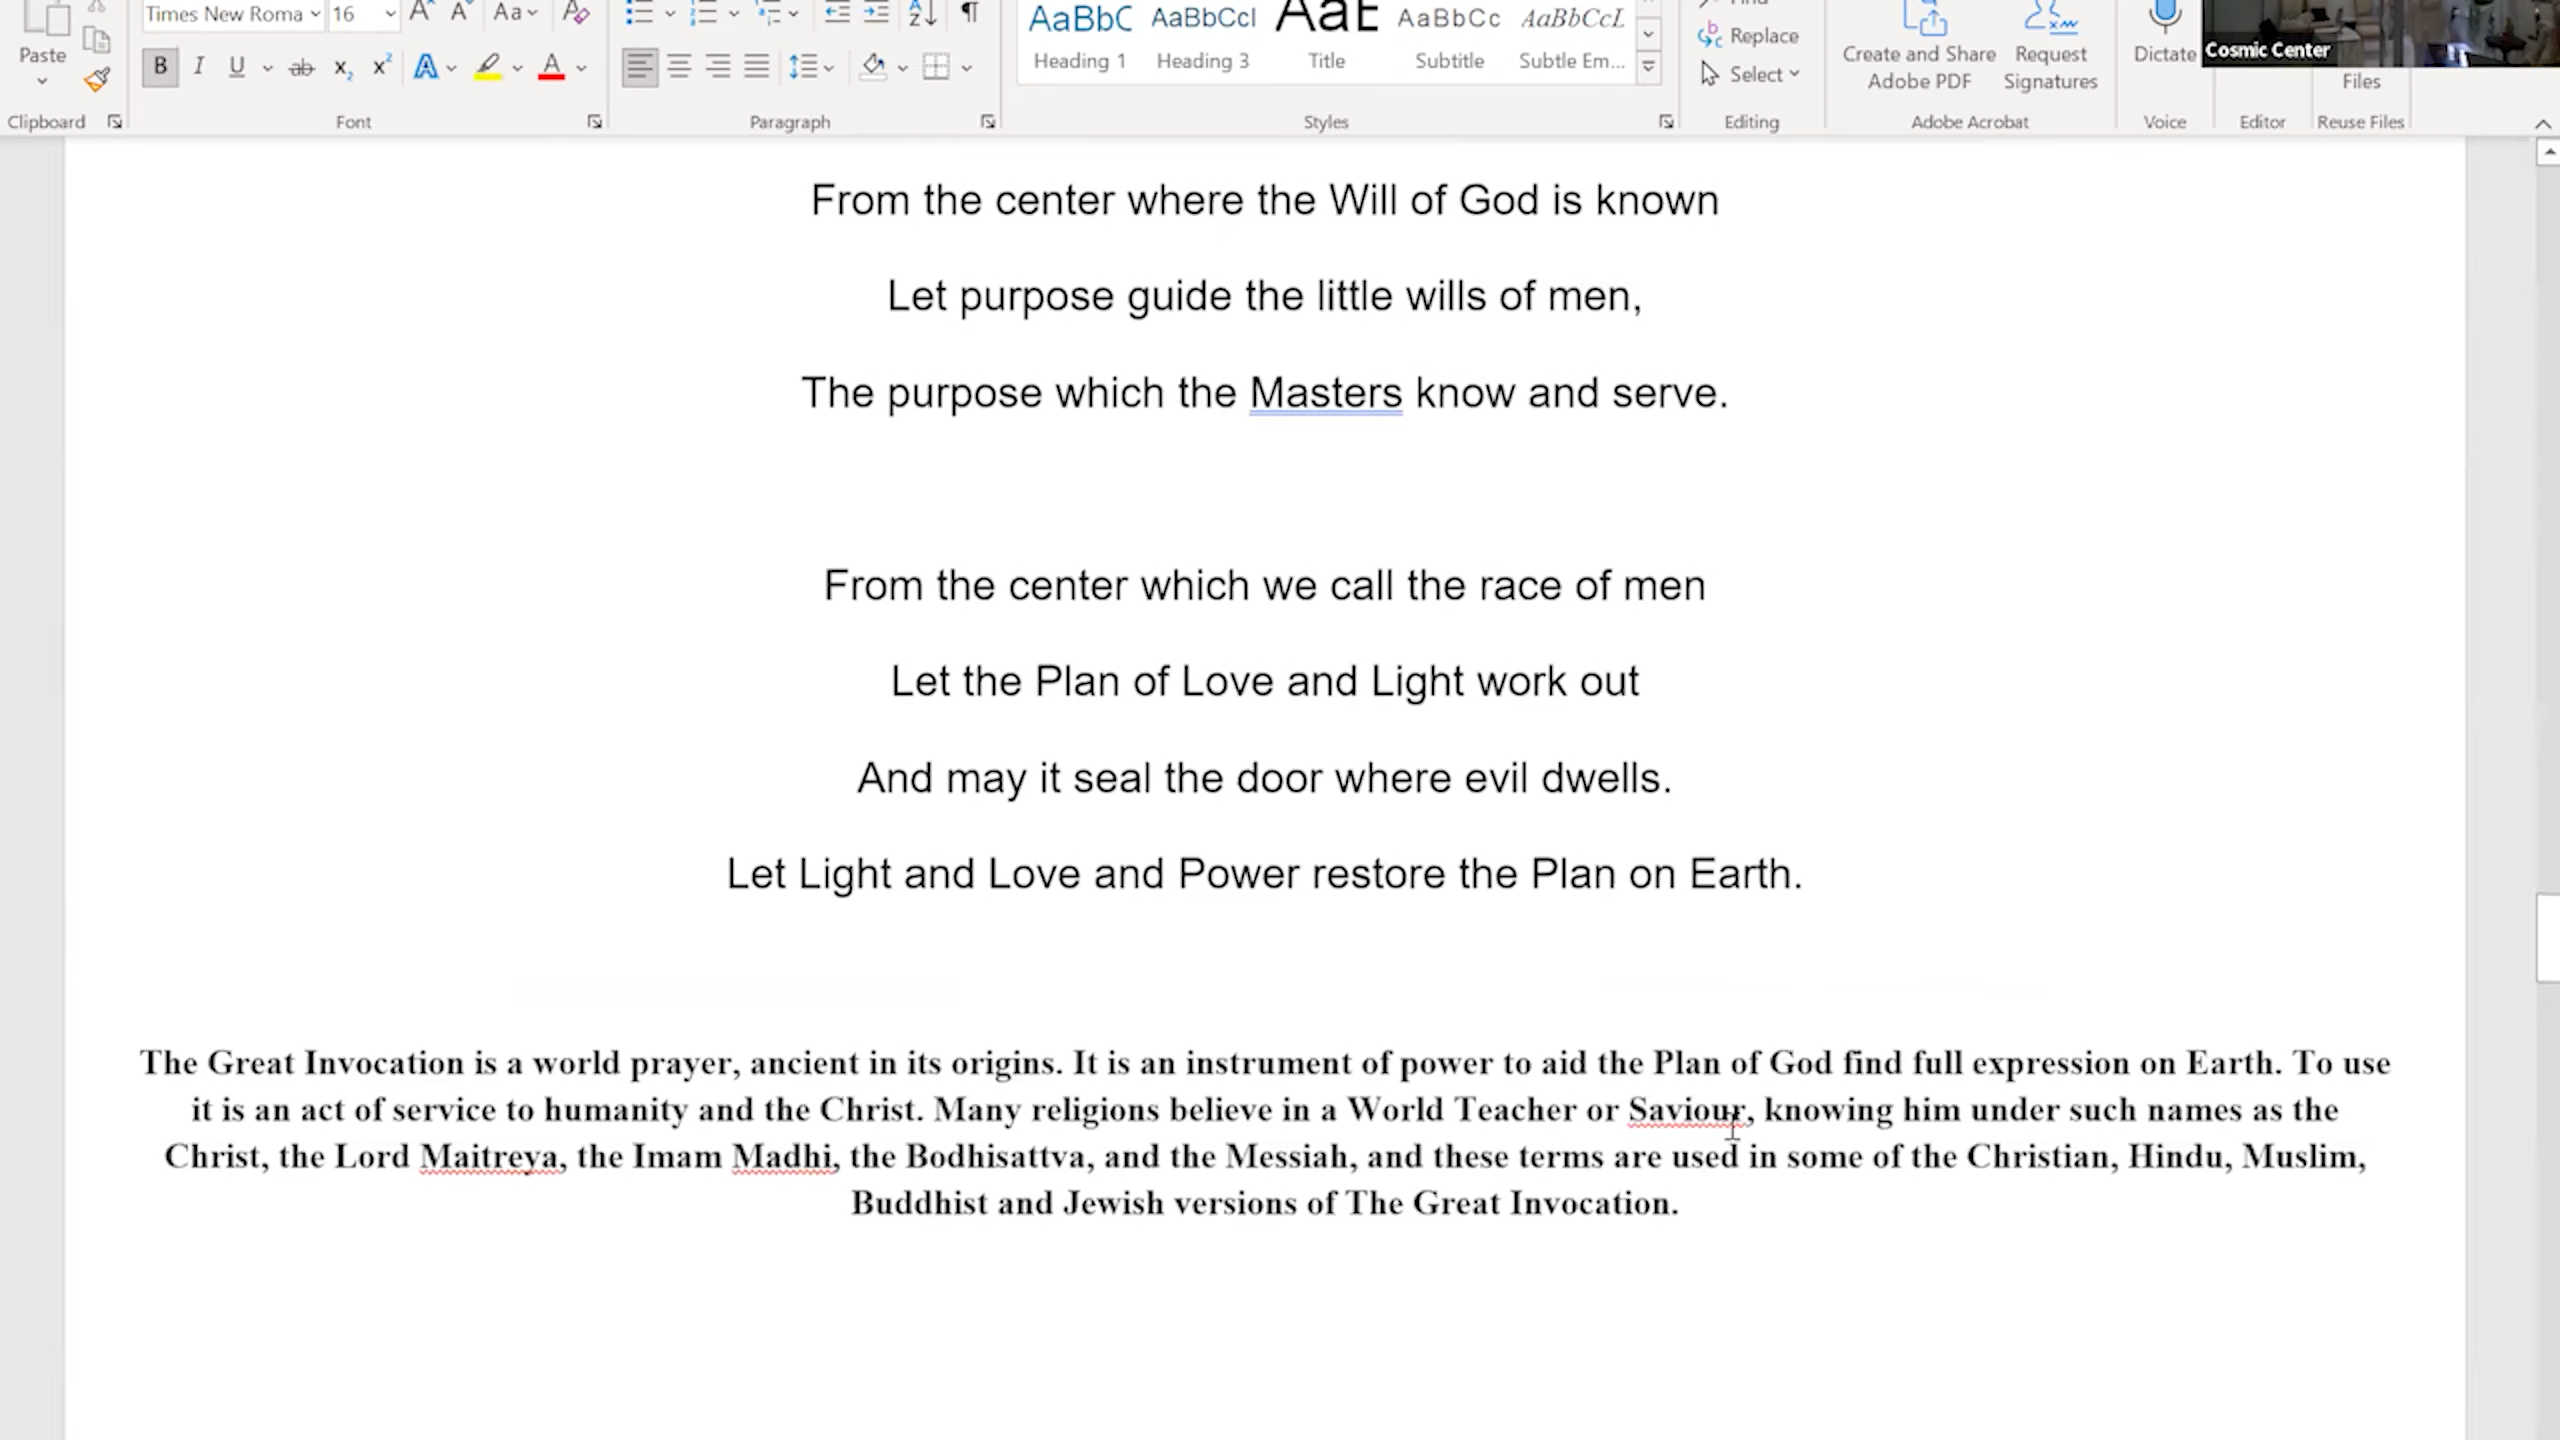 Times New Roma 16 Aa
Paste
B I U ab x2 x2 A A
AaBbC AaBbCcl AaE AaBbCc AaBbCcL
Heading 1 Heading 3 Title Subtitle Subtle Em...
Replace
Select
Create and Share Adobe PDF
Request Signatures
Dictate
Cosmic Center
Files
Clipboard Font Paragraph Styles Editing Adobe Acrobat Voice Editor Reuse Files
From the center where the Will of God is known
Let purpose guide the little wills of men,
The purpose which the Masters know and serve.
From the center which we call the race of men
Let the Plan of Love and Light work out
And may it seal the door where evil dwells.
Let Light and Love and Power restore the Plan on Earth.
The Great Invocation is a world prayer, ancient in its origins. It is an instrument of power to aid the Plan of God find full expression on Earth. To use
it is an act of service to humanity and the Christ. Many religions believe in a World Teacher or Saviour, knowing him under such names as the
Christ, the Lord Maitreya, the Imam Madhi, the Bodhisattva, and the Messiah, and these terms are used in some of the Christian, Hindu, Muslim,
Buddhist and Jewish versions of The Great Invocation.